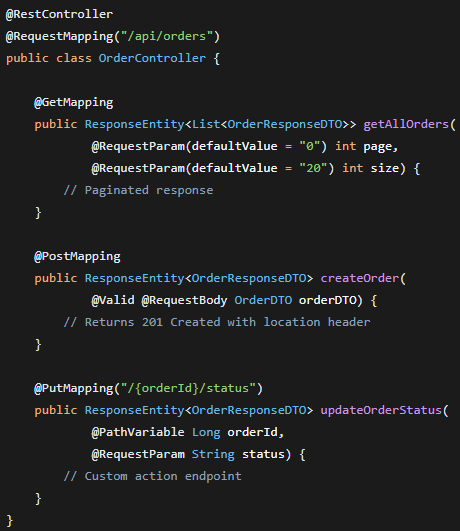 @RestController
@RequestMapping("/api/orders")
public class OrderController {
    @GetMapping
    public ResponseEntity<List<OrderResponseDTO>> getAllOrders(
            @RequestParam(defaultValue = "0") int page,
            @RequestParam(defaultValue = "20") int size) {
        // Paginated response
    }
    @PostMapping
    public ResponseEntity<OrderResponseDTO> createOrder(
            @Valid @RequestBody OrderDTO orderDTO) {
        // Returns 201 Created with location header
    }
    @PutMapping("/{orderId}/status")
    public ResponseEntity<OrderResponseDTO> updateOrderStatus(
            @PathVariable Long orderId,
            @RequestParam String status) {
        // Custom action endpoint
    }
}